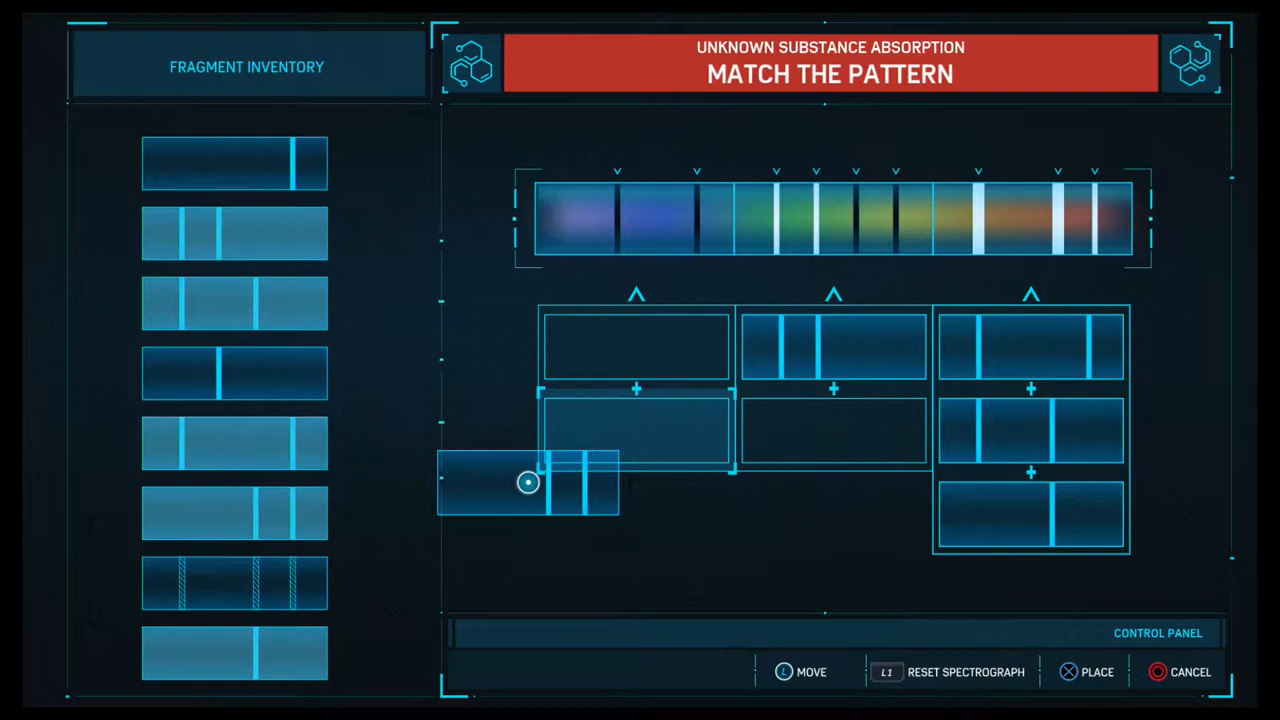 FRAGMENT INVENTORY
UNKNOWN SUBSTANCE ABSORPTION
MATCH THE PATTERN
CONTROL PANEL
L MOVE
L1 RESET SPECTROGRAPH
PLACE
CANCEL